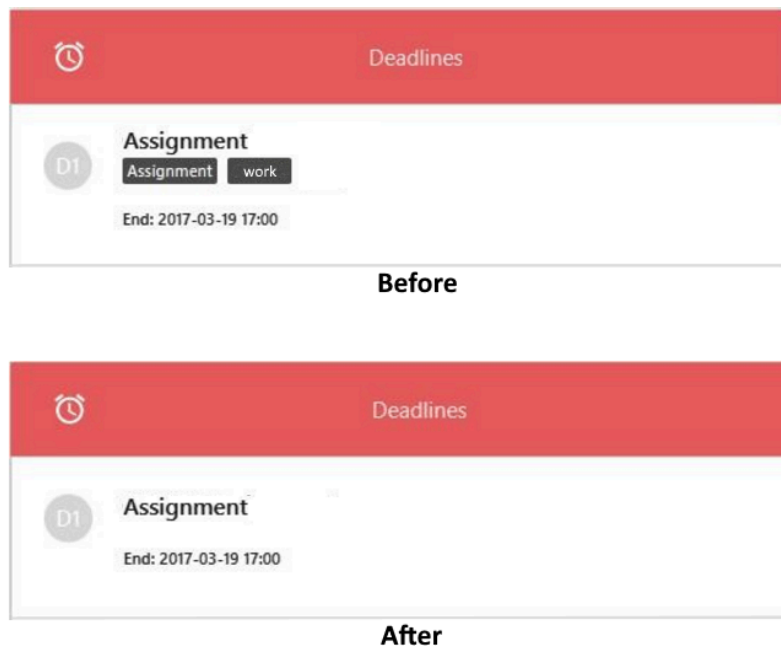 Deadlines
D1
Assignment
Assignment work
End: 2017-03-19 17:00
Before
Deadlines
D1
Assignment
End: 2017-03-19 17:00
After